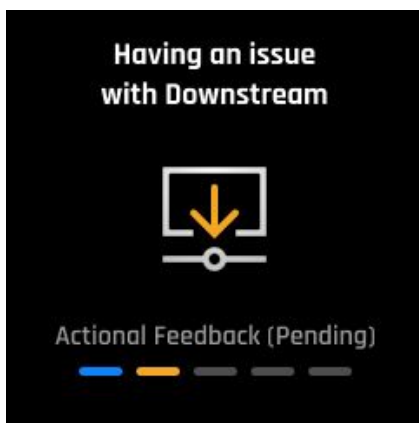 Having an issue
with Downstream
Actional Feedback (Pending)